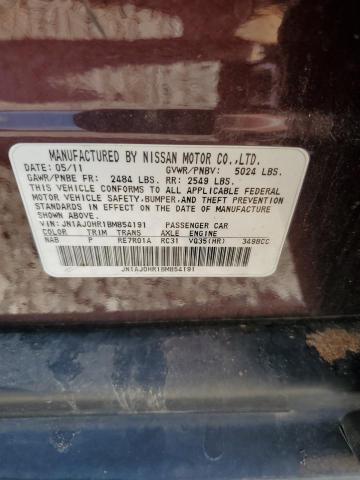 MANUFACTURED BY NISSAN MOTOR CO.,LTD.
DATE: 05/11 GVWR/PNBV: 5024 LBS.
GAWR/PNBE FR: 2484 LBS. RR: 2549 LBS.
THIS VEHICLE CONFORMS TO ALL APPLICABLE FEDERAL
MOTOR VEHICLE SAFETY,BUMPER,AND THEFT PREVENTION
STANDARDS IN EFFECT ON THE DATE OF MANUFACTURE
SHOWN ABOVE.
VIN: JN1AJ0HR1BM854191 PASSENGER CAR
COLOR TRIM TRANS AXLE ENGINE
NAB P RE7R01A RC31 VQ35(HR) 3498CC
JN1AJ0HR1BM854191